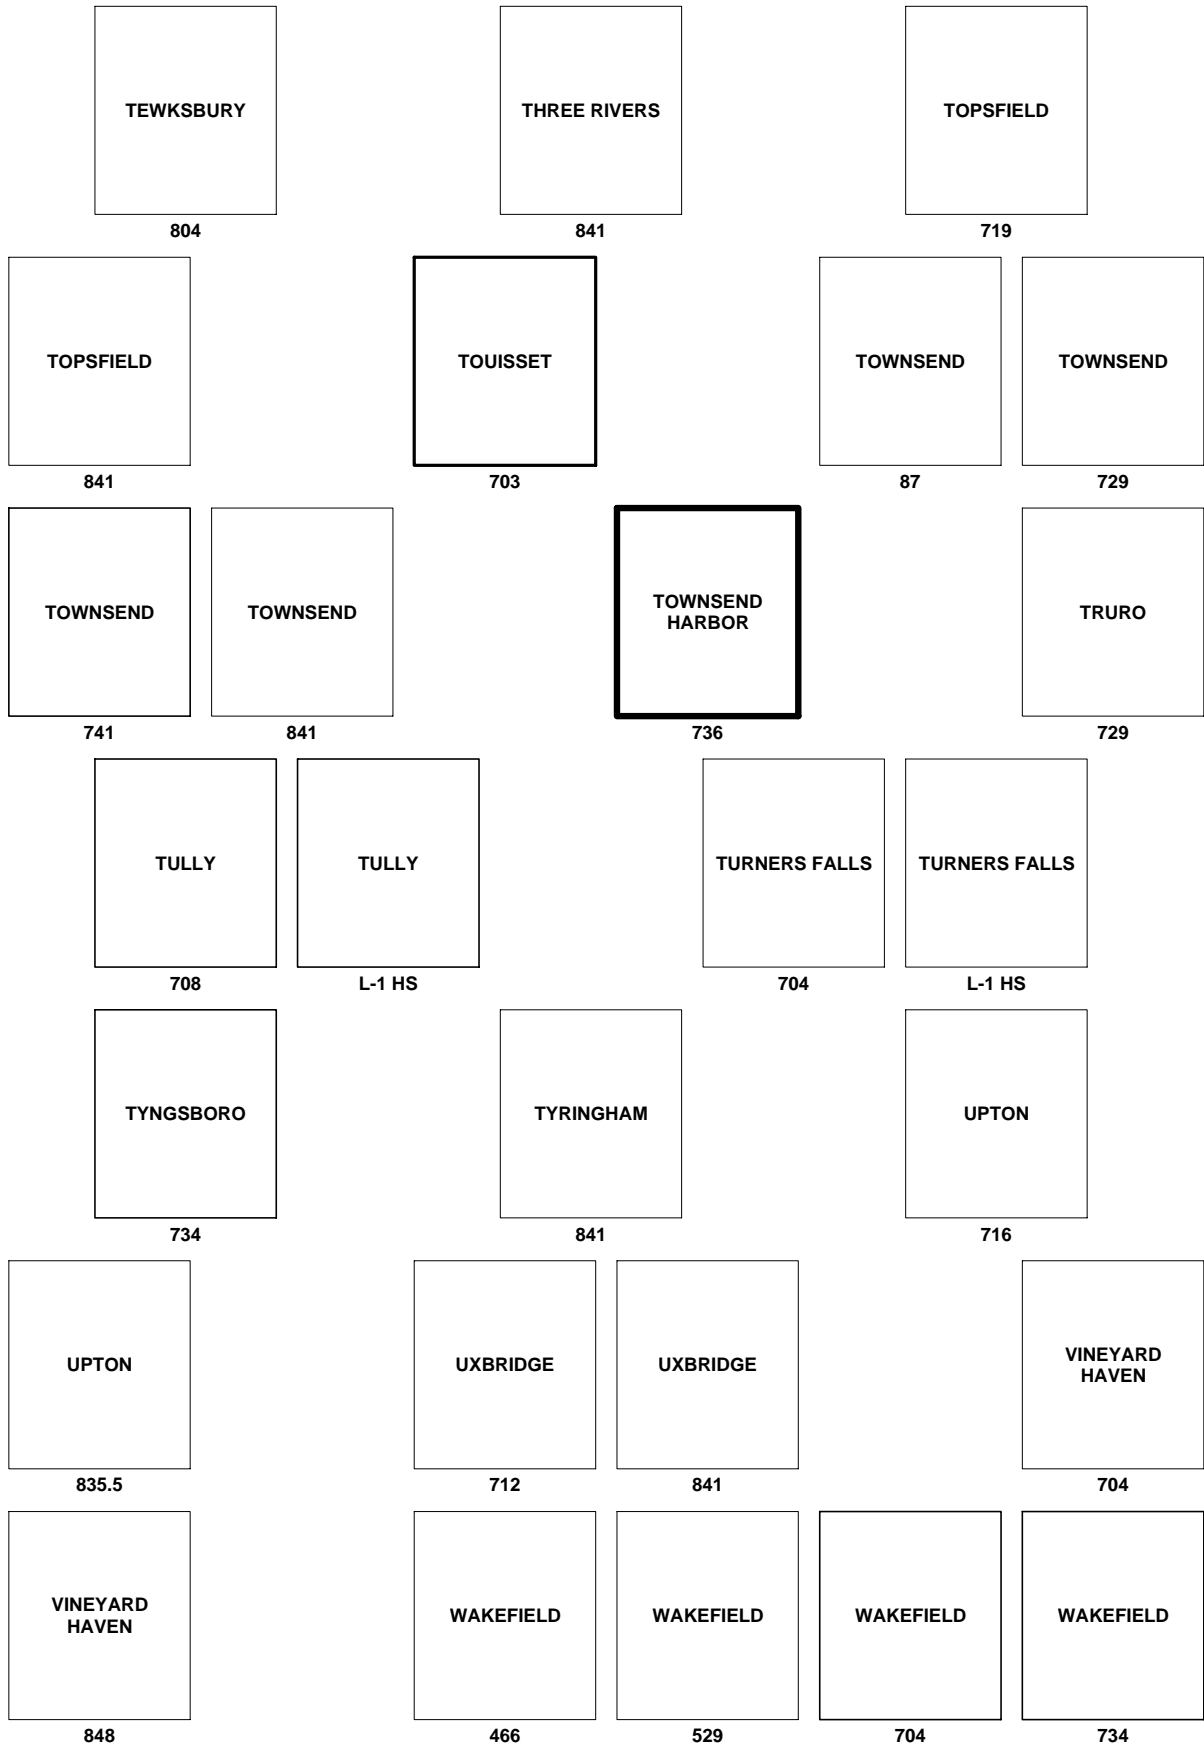 TEWKSBURY
804
THREE RIVERS
841
TOPSFIELD
719
TOPSFIELD
841
TOUISSET
703
TOWNSEND
87
TOWNSEND
729
TOWNSEND
741
TOWNSEND
841
TOWNSEND
HARBOR
736
TRURO
729
TULLY
708
TULLY
L-1 HS
TURNERS FALLS
704
TURNERS FALLS
L-1 HS
TYNGSBORO
734
TYRINGHAM
841
UPTON
716
UPTON
835.5
UXBRIDGE
712
UXBRIDGE
841
VINEYARD
HAVEN
704
VINEYARD
HAVEN
848
WAKEFIELD
466
WAKEFIELD
529
WAKEFIELD
704
WAKEFIELD
734